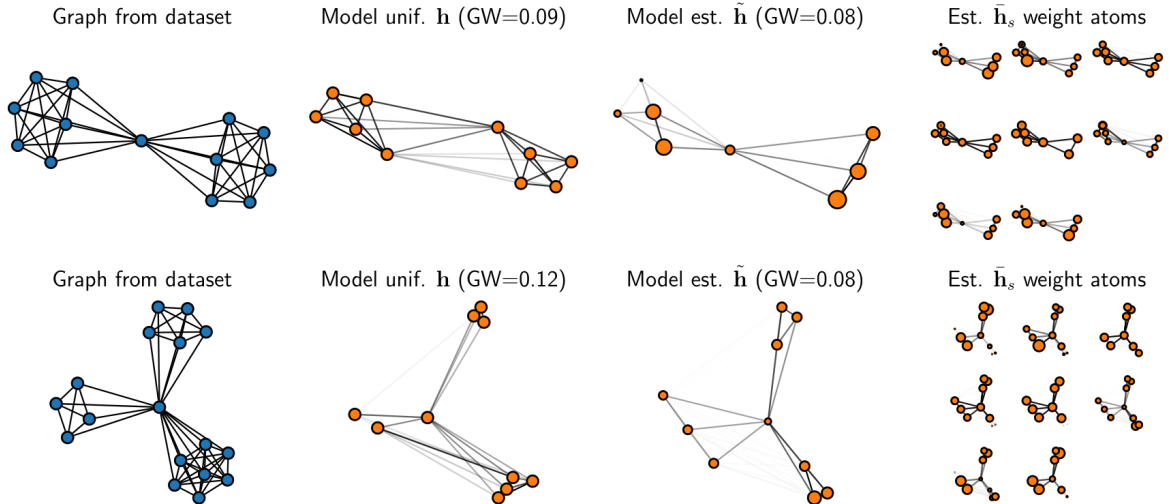 Graph from dataset
Model unif. h (GW=0.09)
Model est. h̃ (GW=0.08)
Est. h̄ₛ weight atoms
Graph from dataset
Model unif. h (GW=0.12)
Model est. h̃ (GW=0.08)
Est. h̄ₛ weight atoms